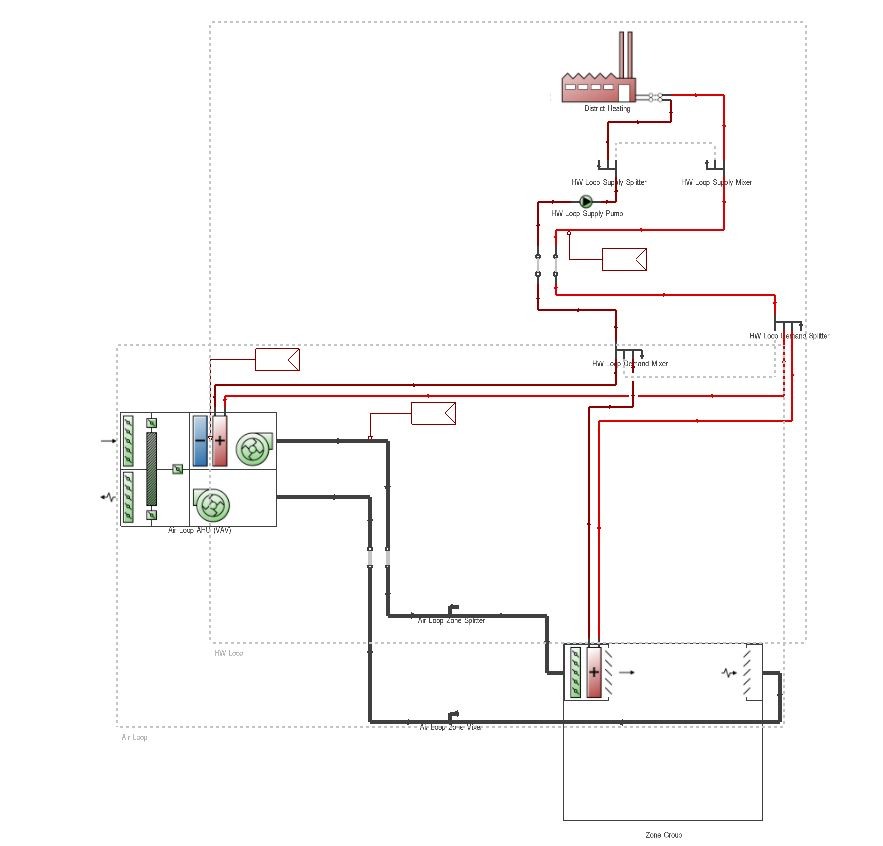 District Heating
HW Loop Supply Splitter
HW Loop Supply Mixer
HW Loop Supply Pump
HW Loop Demand Splitter
HW Loop Demand Mixer
Air Loop AHU (VAV)
Air Loop Zone Splitter
HW Loop
Air Loop Zone Mixer
Air Loop
Zone Group